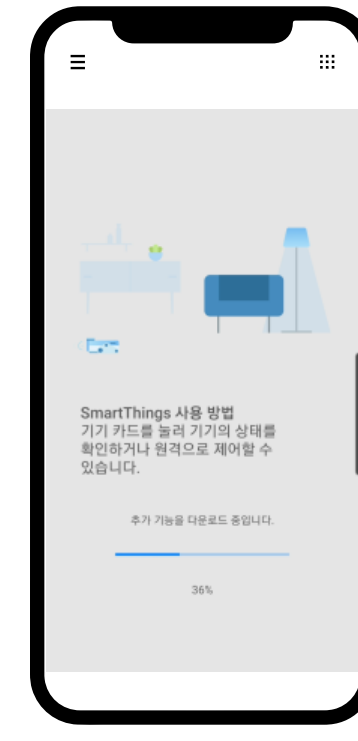 SmartThings 사용 방법
기기 카드를 눌러 기기의 상태를
확인하거나 원격으로 제어할 수
있습니다.
추가 기능을 다운로드 중입니다.
36%